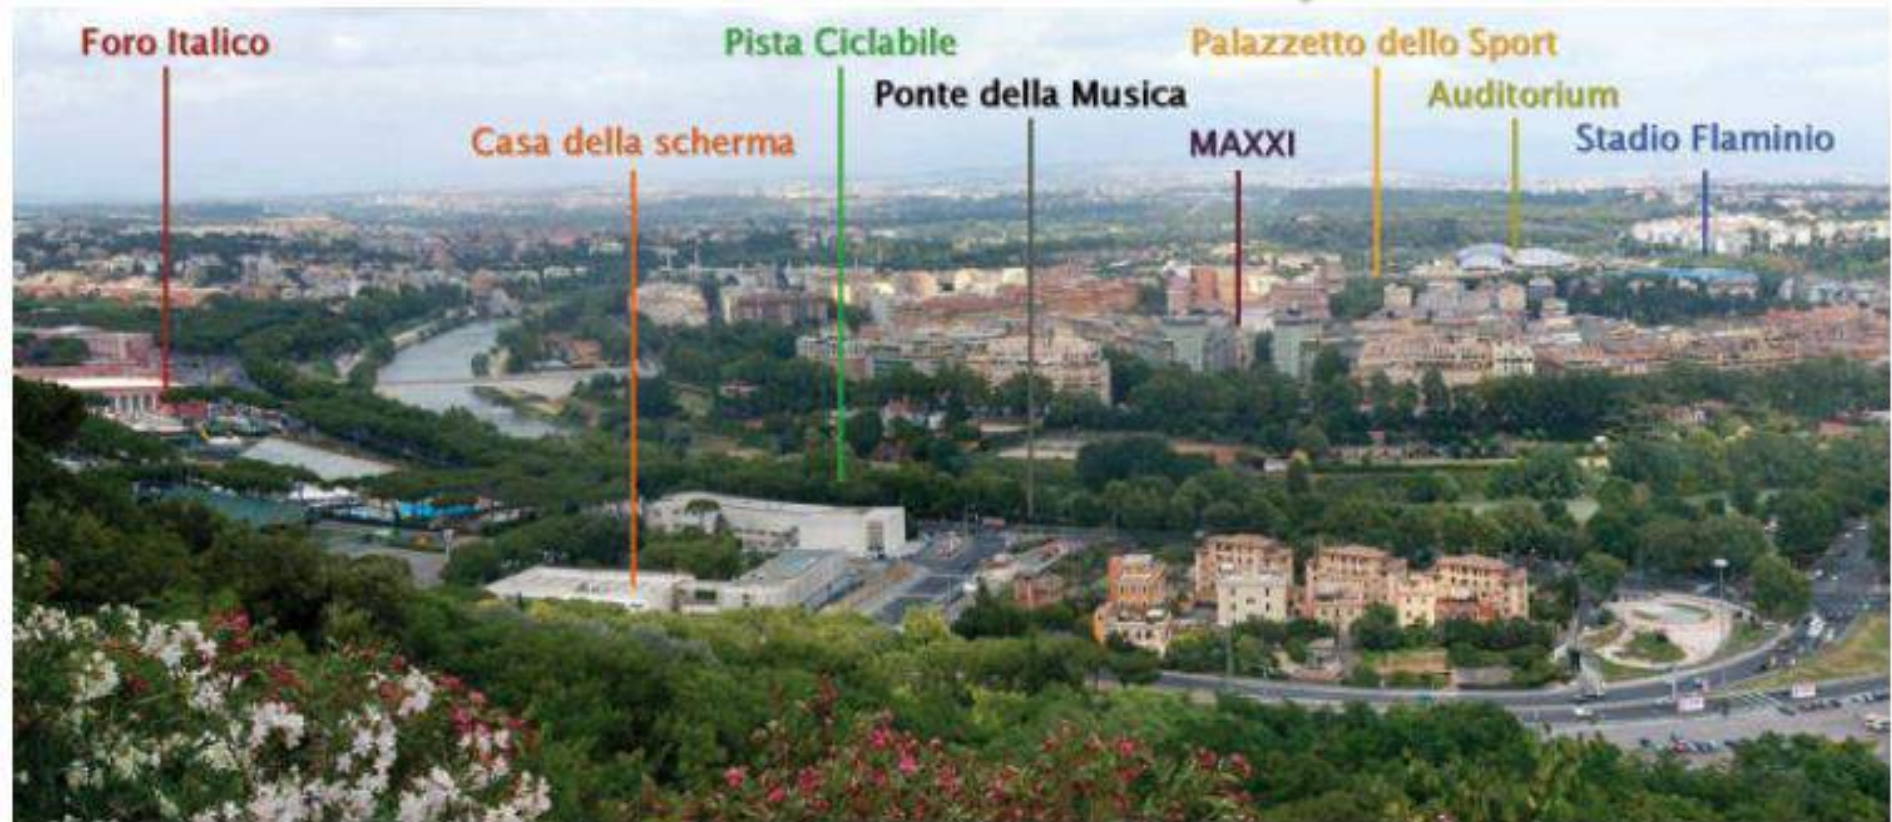 Foro Italico
Pista Ciclabile
Palazzetto dello Sport
Ponte della Musica
Auditorium
Casa della scherma
MAXXI
Stadio Flaminio